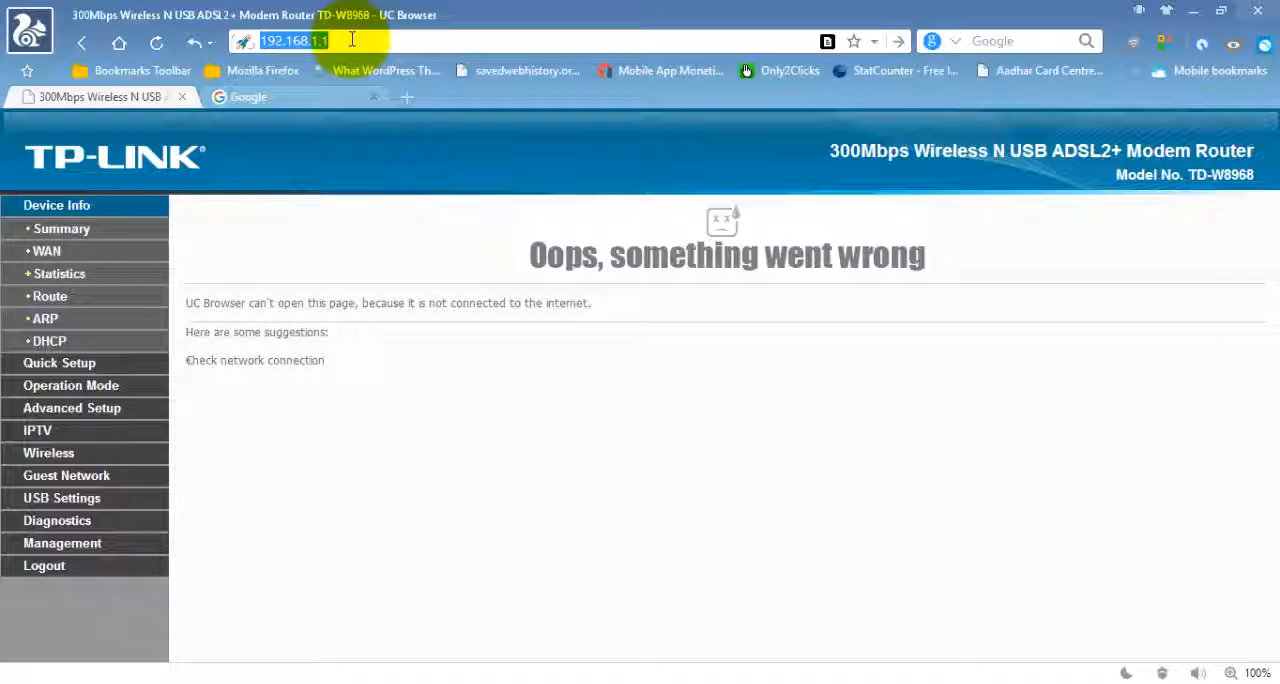 300Mbps Wireless N USB ADSL2+ Modem Router TD-W8968 - UC Browser
192.168.1.1
Google
Bookmarks Toolbar
Mozilla Firefox
What WordPress Th...
savedwebhistory.or...
Mobile App Moneti...
Only2Clicks
StatCounter - Free I...
Aadhar Card Centre...
Mobile bookmarks
300Mbps Wireless N USB
Google
TP-LINK®
300Mbps Wireless N USB ADSL2+ Modem Router
Model No. TD-W8968
Device Info
• Summary
• WAN
• Statistics
• Route
• ARP
• DHCP
Quick Setup
Operation Mode
Advanced Setup
IPTV
Wireless
Guest Network
USB Settings
Diagnostics
Management
Logout
Oops, something went wrong
UC Browser can't open this page, because it is not connected to the internet.
Here are some suggestions:
Check network connection
100%